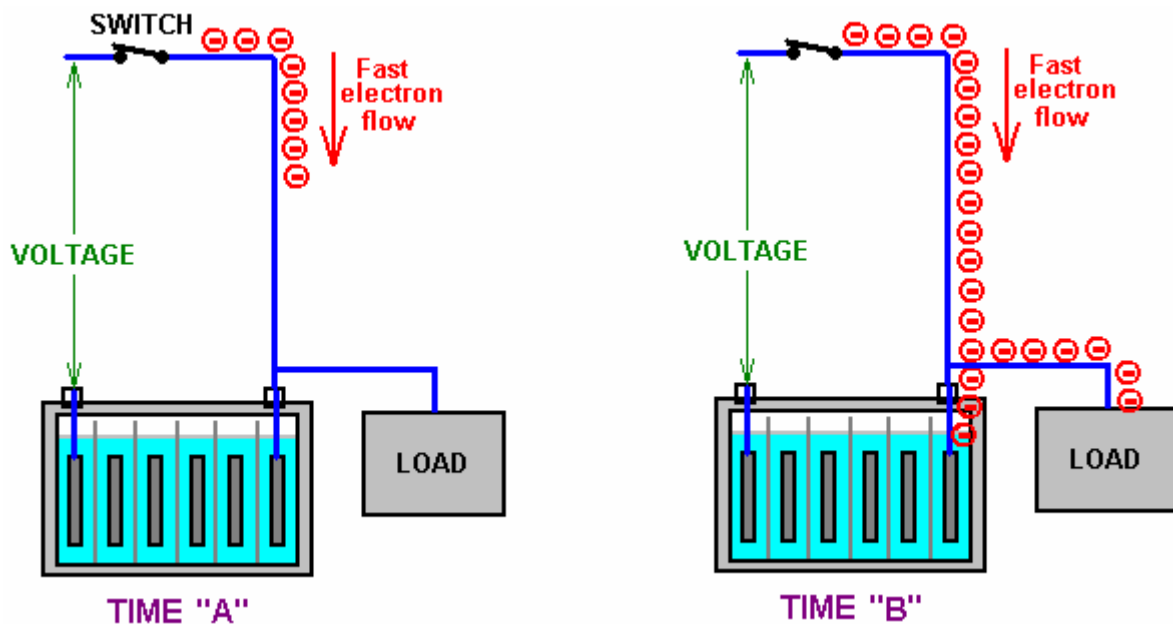 SWITCH
Fast
electron
flow
VOLTAGE
LOAD
TIME "A"
Fast
electron
flow
VOLTAGE
LOAD
TIME "B"